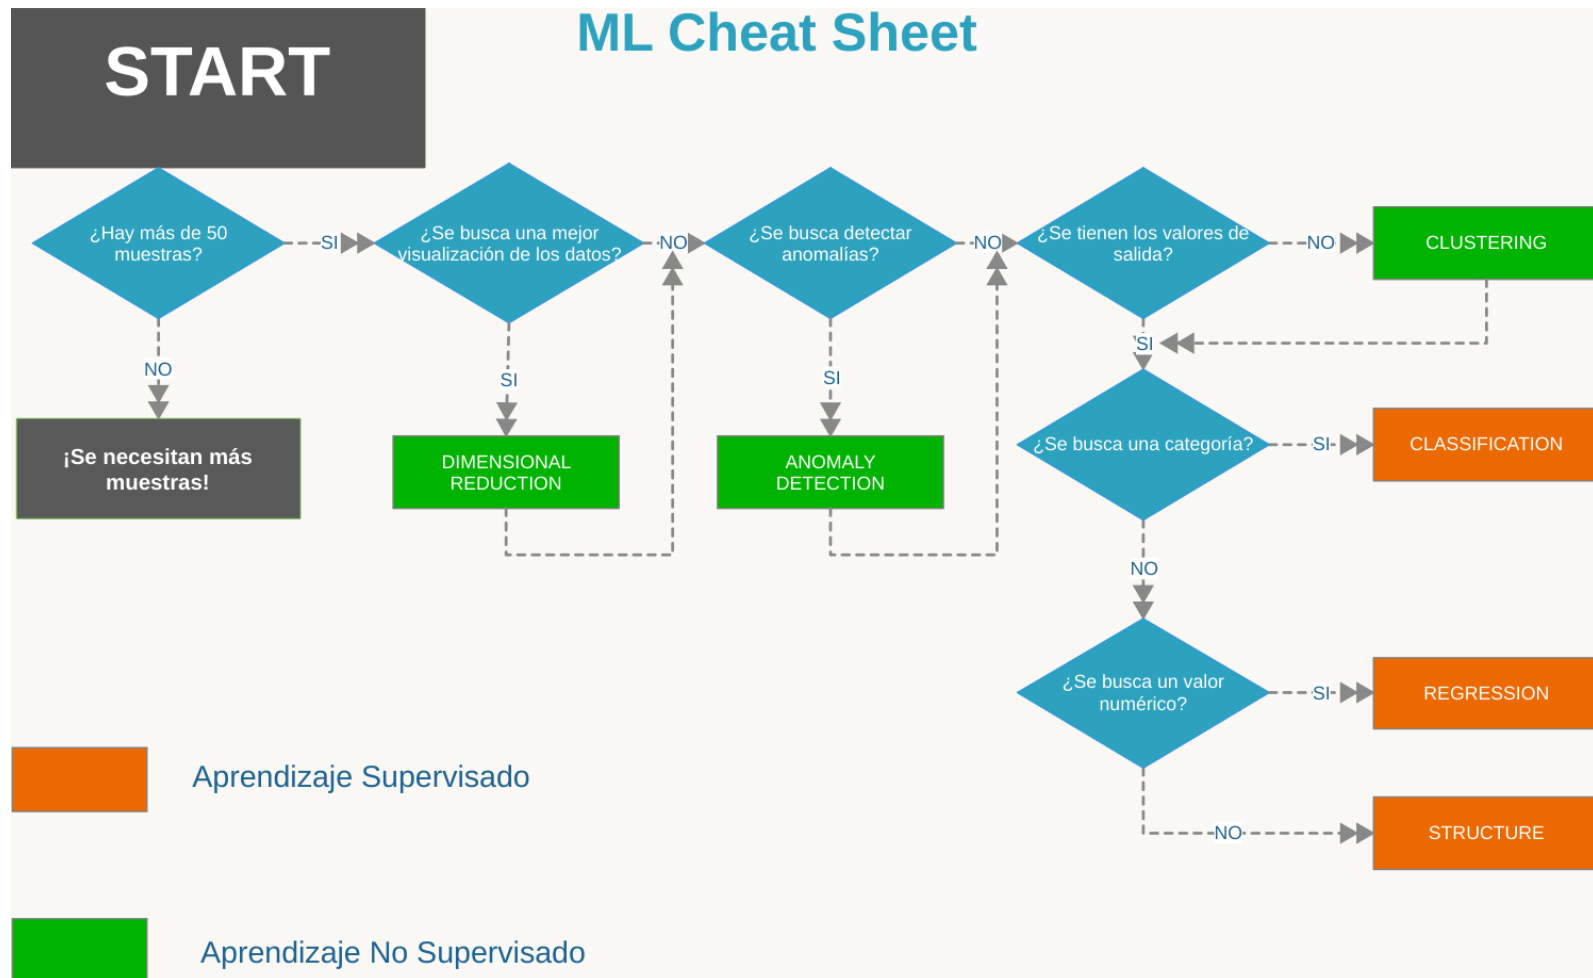 START
ML Cheat Sheet
¿Hay más de 50
muestras?
SI
¿Se busca una mejor
visualización de los datos?
NO
¿Se busca detectar
anomalías?
NO
¿Se tienen los valores de
salida?
NO
CLUSTERING
NO
SI
SI
SI
¡Se necesitan más
muestras!
DIMENSIONAL
REDUCTION
ANOMALY
DETECTION
¿Se busca una categoría?
SI
CLASSIFICATION
NO
¿Se busca un valor
numérico?
SI
REGRESSION
NO
STRUCTURE
Aprendizaje Supervisado
Aprendizaje No Supervisado